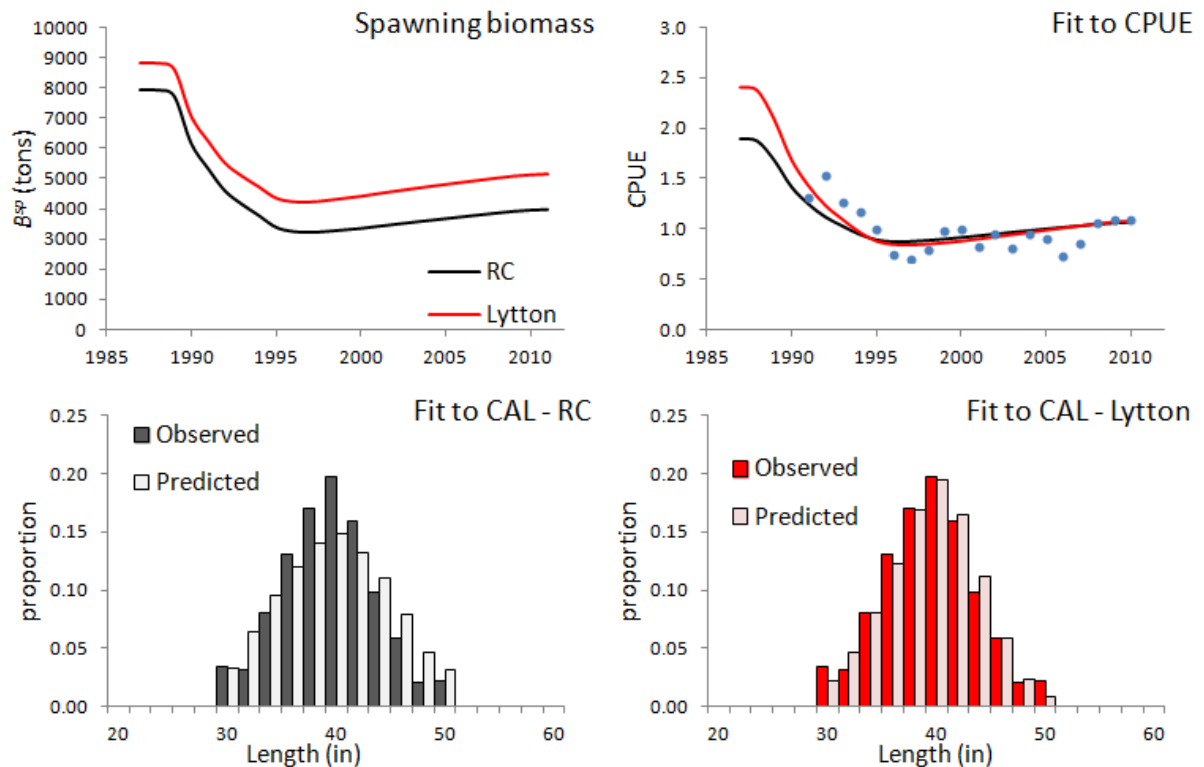 Spawning biomass
10000
9000
8000
7000
6000
5000
4000
3000
2000
1000
0
Bsp (tons)
RC
Lytton
1985 1990 1995 2000 2005 2010
Fit to CPUE
3.0
2.5
2.0
1.5
1.0
0.5
0.0
CPUE
1985 1990 1995 2000 2005 2010
Fit to CAL - RC
0.25
0.20
0.15
0.10
0.05
0.00
proportion
Observed
Predicted
20 30 40 50 60
Length (in)
Fit to CAL - Lytton
0.25
0.20
0.15
0.10
0.05
0.00
proportion
Observed
Predicted
20 30 40 50 60
Length (in)